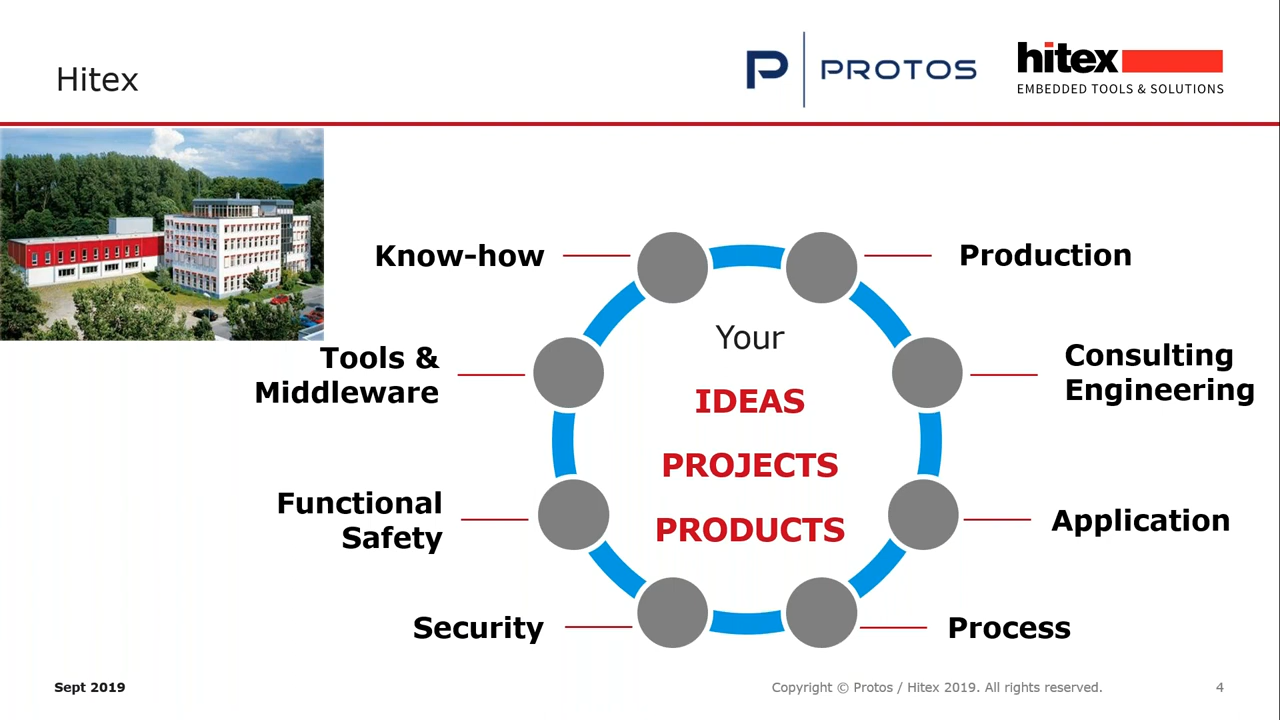 Hitex
P PROTOS
hitex
EMBEDDED TOOLS & SOLUTIONS
Know-how
Production
Your
Tools &
Middleware
Consulting
Engineering
IDEAS
PROJECTS
PRODUCTS
Functional
Safety
Application
Security
Process
Sept 2019
Copyright © Protos / Hitex 2019. All rights reserved.
4